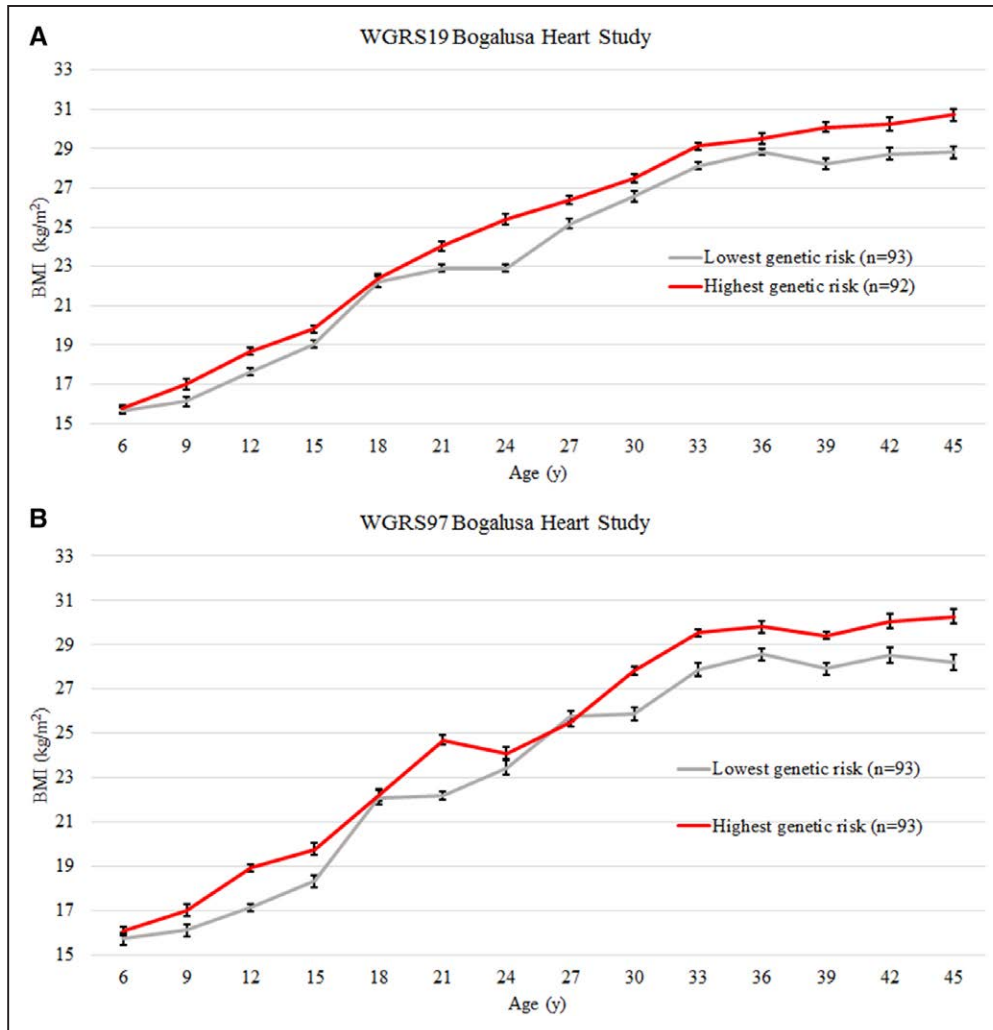 A
WGRS19 Bogalusa Heart Study
33
31
29
27
25
23
21
19
17
15
BMI (kg/m²)
Lowest genetic risk (n=93)
Highest genetic risk (n=92)
6 9 12 15 18 21 24 27 30 33 36 39 42 45
Age (y)
B
WGRS97 Bogalusa Heart Study
33
31
29
27
25
23
21
19
17
15
BMI (kg/m²)
Lowest genetic risk (n=93)
Highest genetic risk (n=93)
6 9 12 15 18 21 24 27 30 33 36 39 42 45
Age (y)